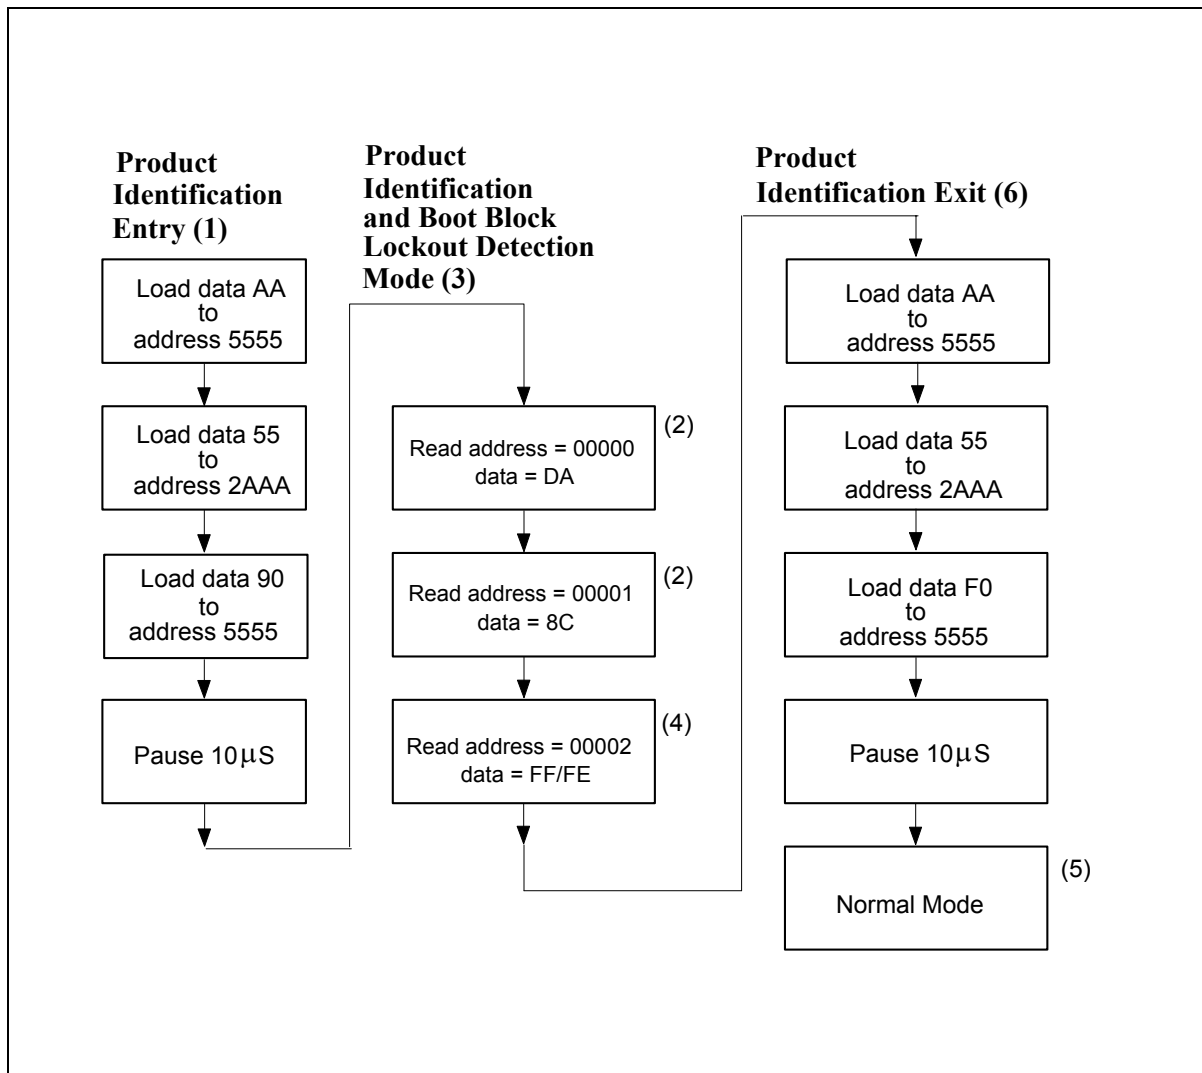 Product
Identification
Entry (1)
Load data AA
to
address 5555
Load data 55
to
address 2AAA
Load data 90
to
address 5555
Pause 10μS
Product
Identification
and Boot Block
Lockout Detection
Mode (3)
Read address = 00000
data = DA
(2)
Read address = 00001
data = 8C
(2)
Read address = 00002
data = FF/FE
(4)
Product
Identification Exit (6)
Load data AA
to
address 5555
Load data 55
to
address 2AAA
Load data F0
to
address 5555
Pause 10μS
Normal Mode
(5)